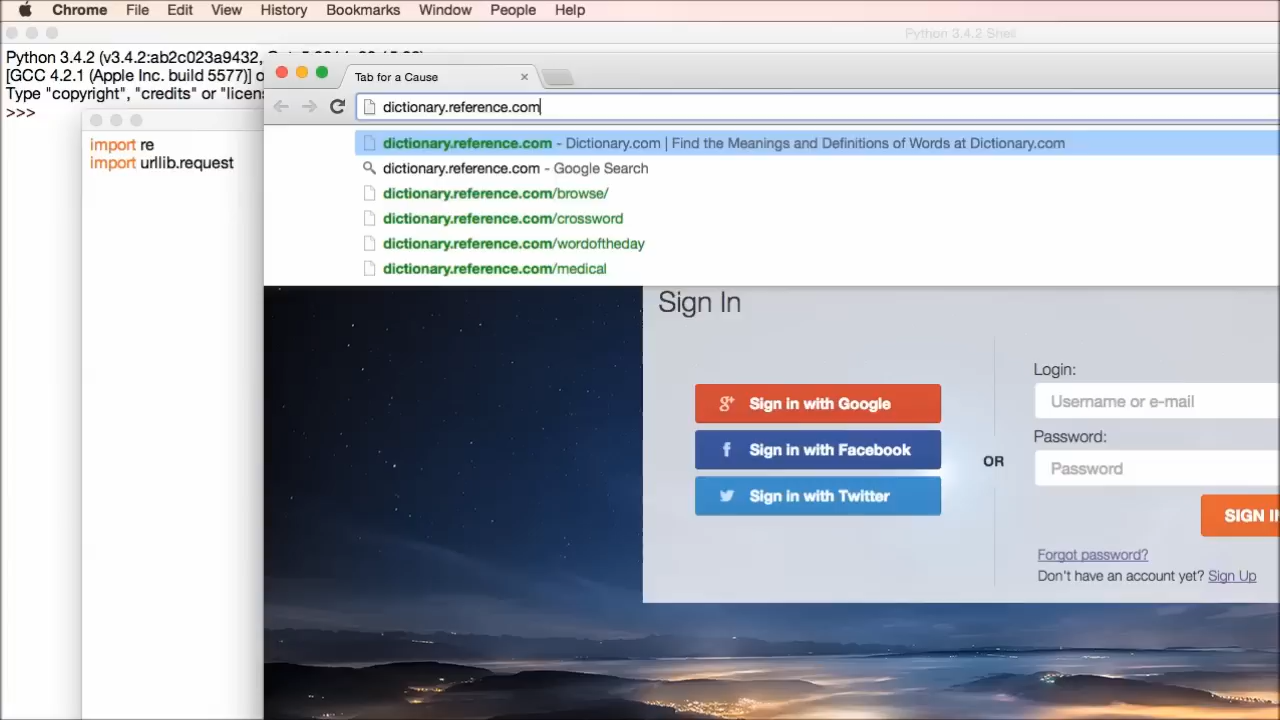 Chrome File Edit View History Bookmarks Window People Help
Python 3.4.2 Shell
Python 3.4.2 (v3.4.2:ab2c023a9432,
[GCC 4.2.1 (Apple Inc. build 5577)] o
Type "copyright", "credits" or "licens
>>>
import re
import urllib.request
Tab for a Cause
dictionary.reference.com
dictionary.reference.com - Dictionary.com | Find the Meanings and Definitions of Words at Dictionary.com
dictionary.reference.com - Google Search
dictionary.reference.com/browse/
dictionary.reference.com/crossword
dictionary.reference.com/wordoftheday
dictionary.reference.com/medical
Sign In
Sign in with Google
Sign in with Facebook
Sign in with Twitter
OR
Login:
Username or e-mail
Password:
Password
SIGN IN
Forgot password?
Don't have an account yet? Sign Up